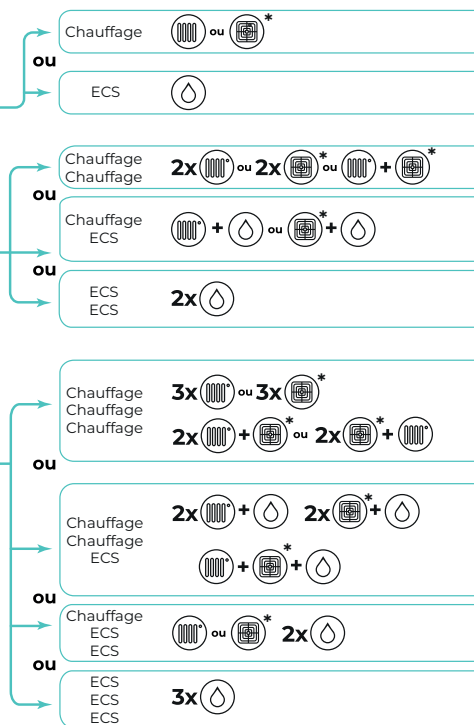 Chauffage ou *
ou
ECS
Chauffage
Chauffage
2x ou 2x * ou + *
ou
Chauffage
ECS
+ ou * +
ou
ECS
ECS
2x
Chauffage
Chauffage
Chauffage
3x ou 3x *
2x + * ou 2x * +
ou
Chauffage
Chauffage
ECS
2x + 2x * +
+ * +
ou
Chauffage
ECS
ECS
ou * 2x
ou
ECS
ECS
ECS
3x